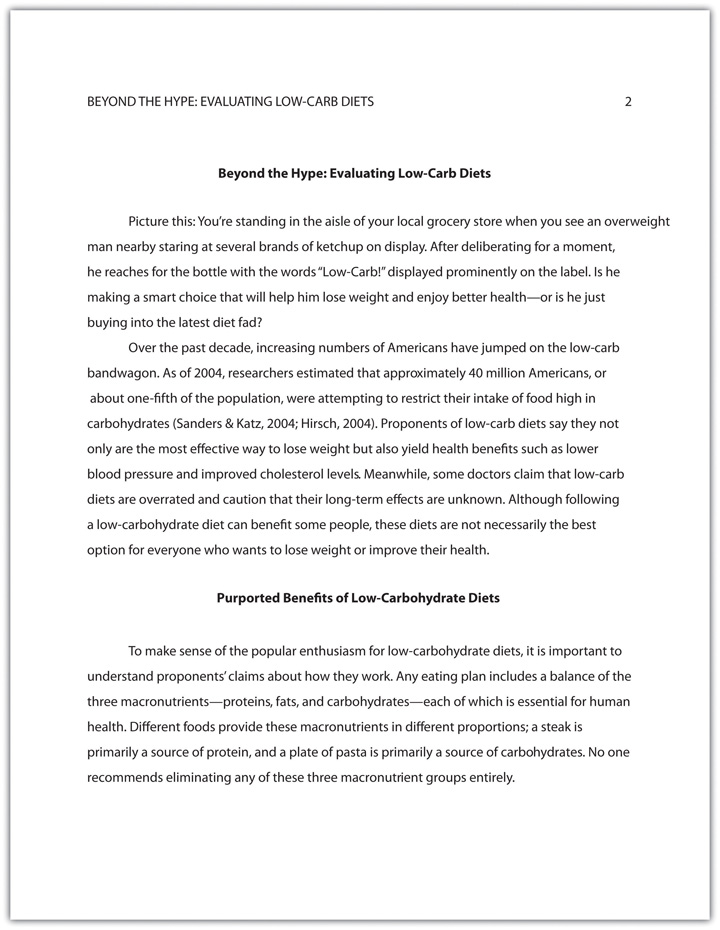 BEYOND THE HYPE: EVALUATING LOW-CARB DIETS 2
Beyond the Hype: Evaluating Low-Carb Diets
Picture this: You’re standing in the aisle of your local grocery store when you see an overweight
man nearby staring at several brands of ketchup on display. After deliberating for a moment,
he reaches for the bottle with the words “Low-Carb!” displayed prominently on the label. Is he
making a smart choice that will help him lose weight and enjoy better health—or is he just
buying into the latest diet fad?
Over the past decade, increasing numbers of Americans have jumped on the low-carb
bandwagon. As of 2004, researchers estimated that approximately 40 million Americans, or
about one-fifth of the population, were attempting to restrict their intake of food high in
carbohydrates (Sanders & Katz, 2004; Hirsch, 2004). Proponents of low-carb diets say they not
only are the most effective way to lose weight but also yield health benefits such as lower
blood pressure and improved cholesterol levels. Meanwhile, some doctors claim that low-carb
diets are overrated and caution that their long-term effects are unknown. Although following
a low-carbohydrate diet can benefit some people, these diets are not necessarily the best
option for everyone who wants to lose weight or improve their health.
Purported Benefits of Low-Carbohydrate Diets
To make sense of the popular enthusiasm for low-carbohydrate diets, it is important to
understand proponents’ claims about how they work. Any eating plan includes a balance of the
three macronutrients—proteins, fats, and carbohydrates—each of which is essential for human
health. Different foods provide these macronutrients in different proportions; a steak is
primarily a source of protein, and a plate of pasta is primarily a source of carbohydrates. No one
recommends eliminating any of these three macronutrient groups entirely.